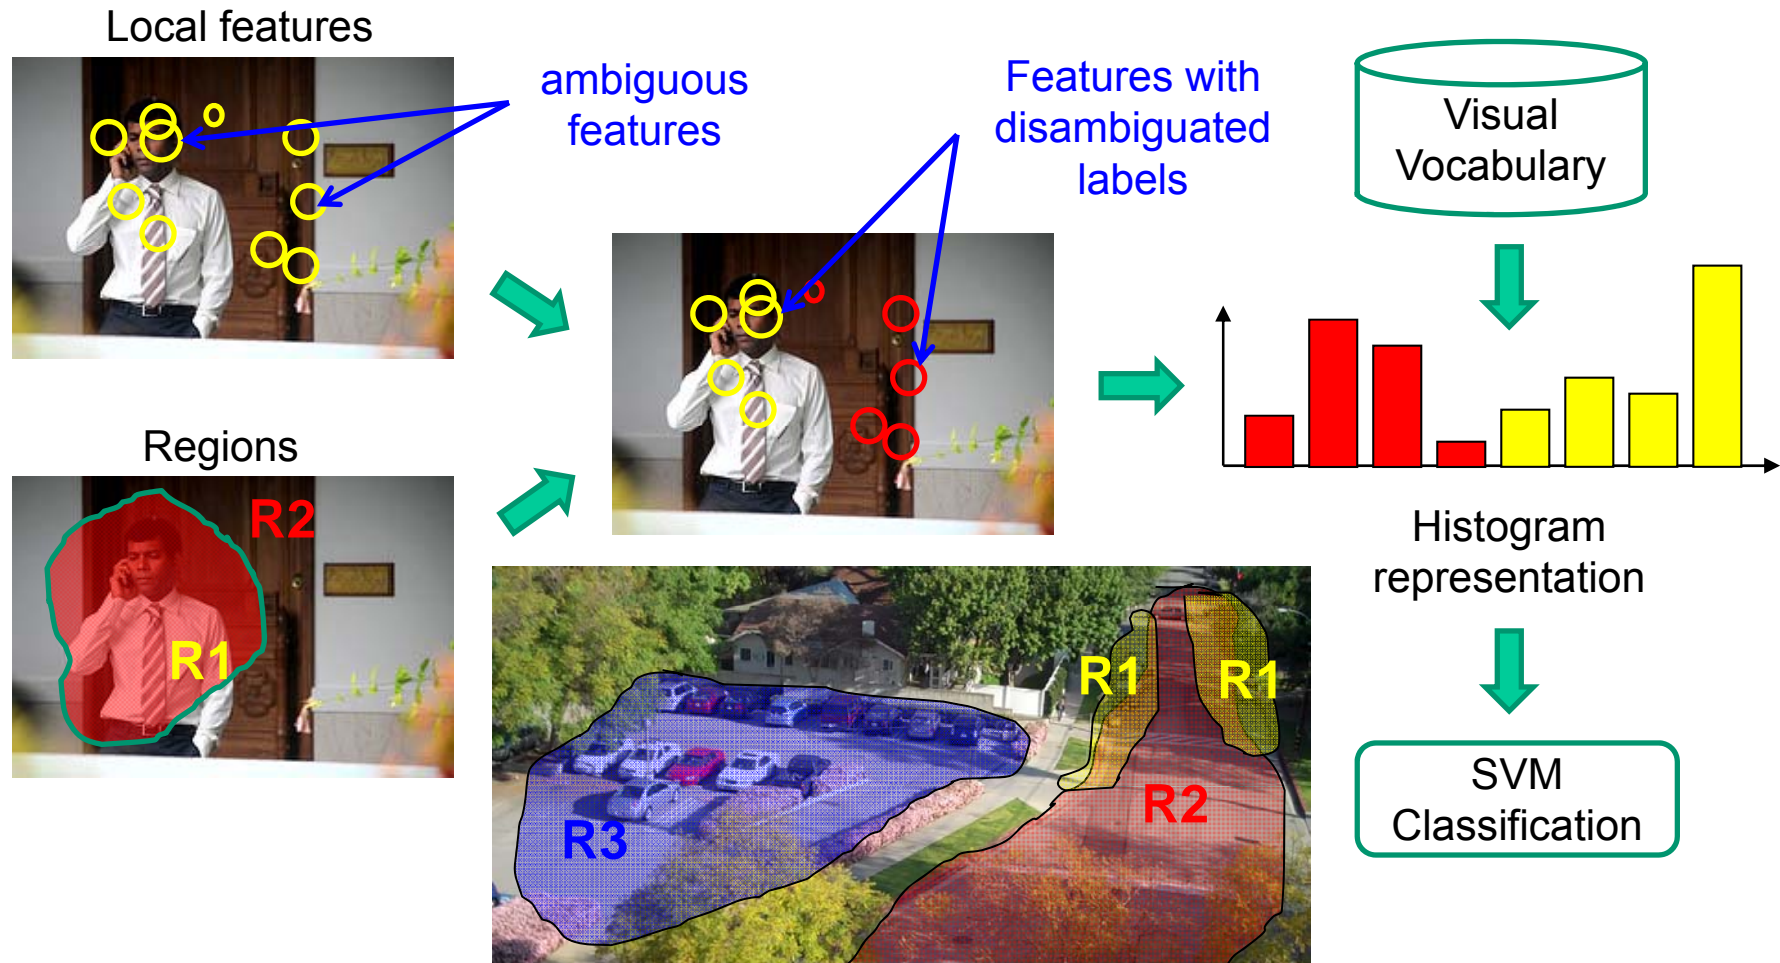 Local features
ambiguous
features
Features with
disambiguated
labels
Visual
Vocabulary
Regions
R2
R1
R1
R1
R2
R3
Histogram
representation
SVM
Classification